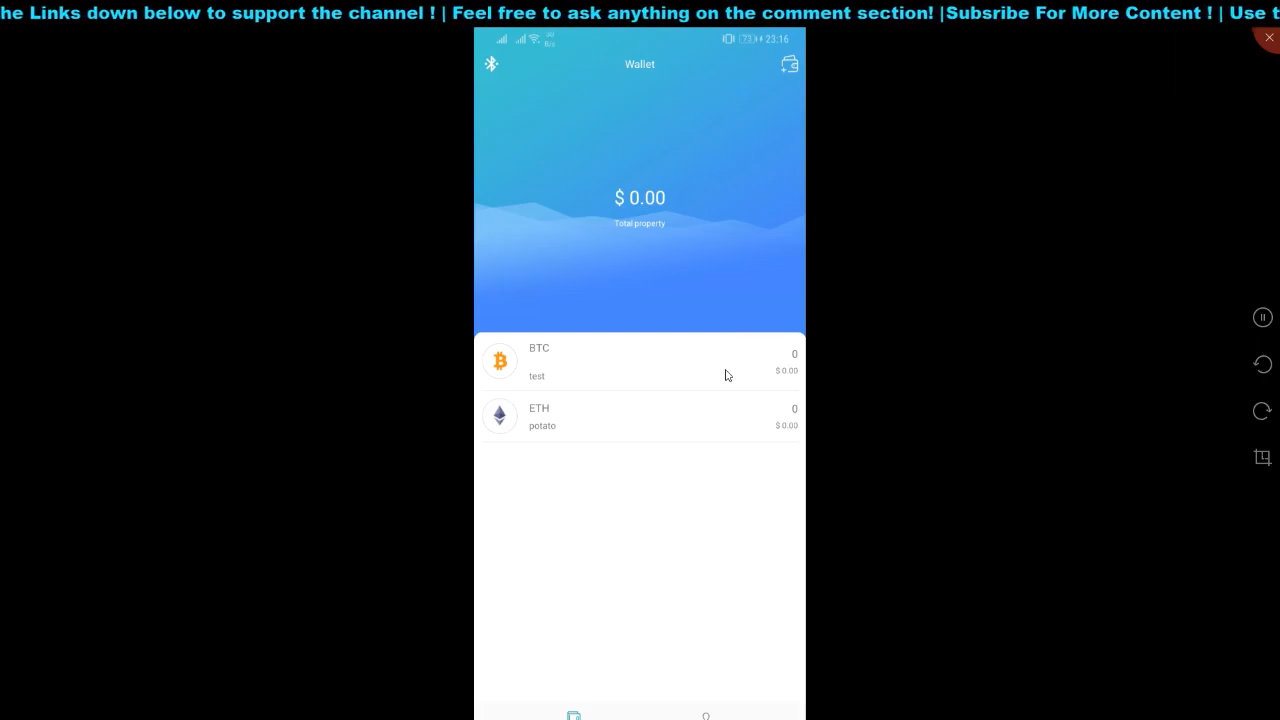 he Links down below to support the channel ! | Feel free to ask anything on the comment section! |Subsribe For More Content ! | Use t
73 23:16
Wallet
$ 0.00
Total property
BTC
0
$ 0.00
test
ETH
0
potato
$ 0.00